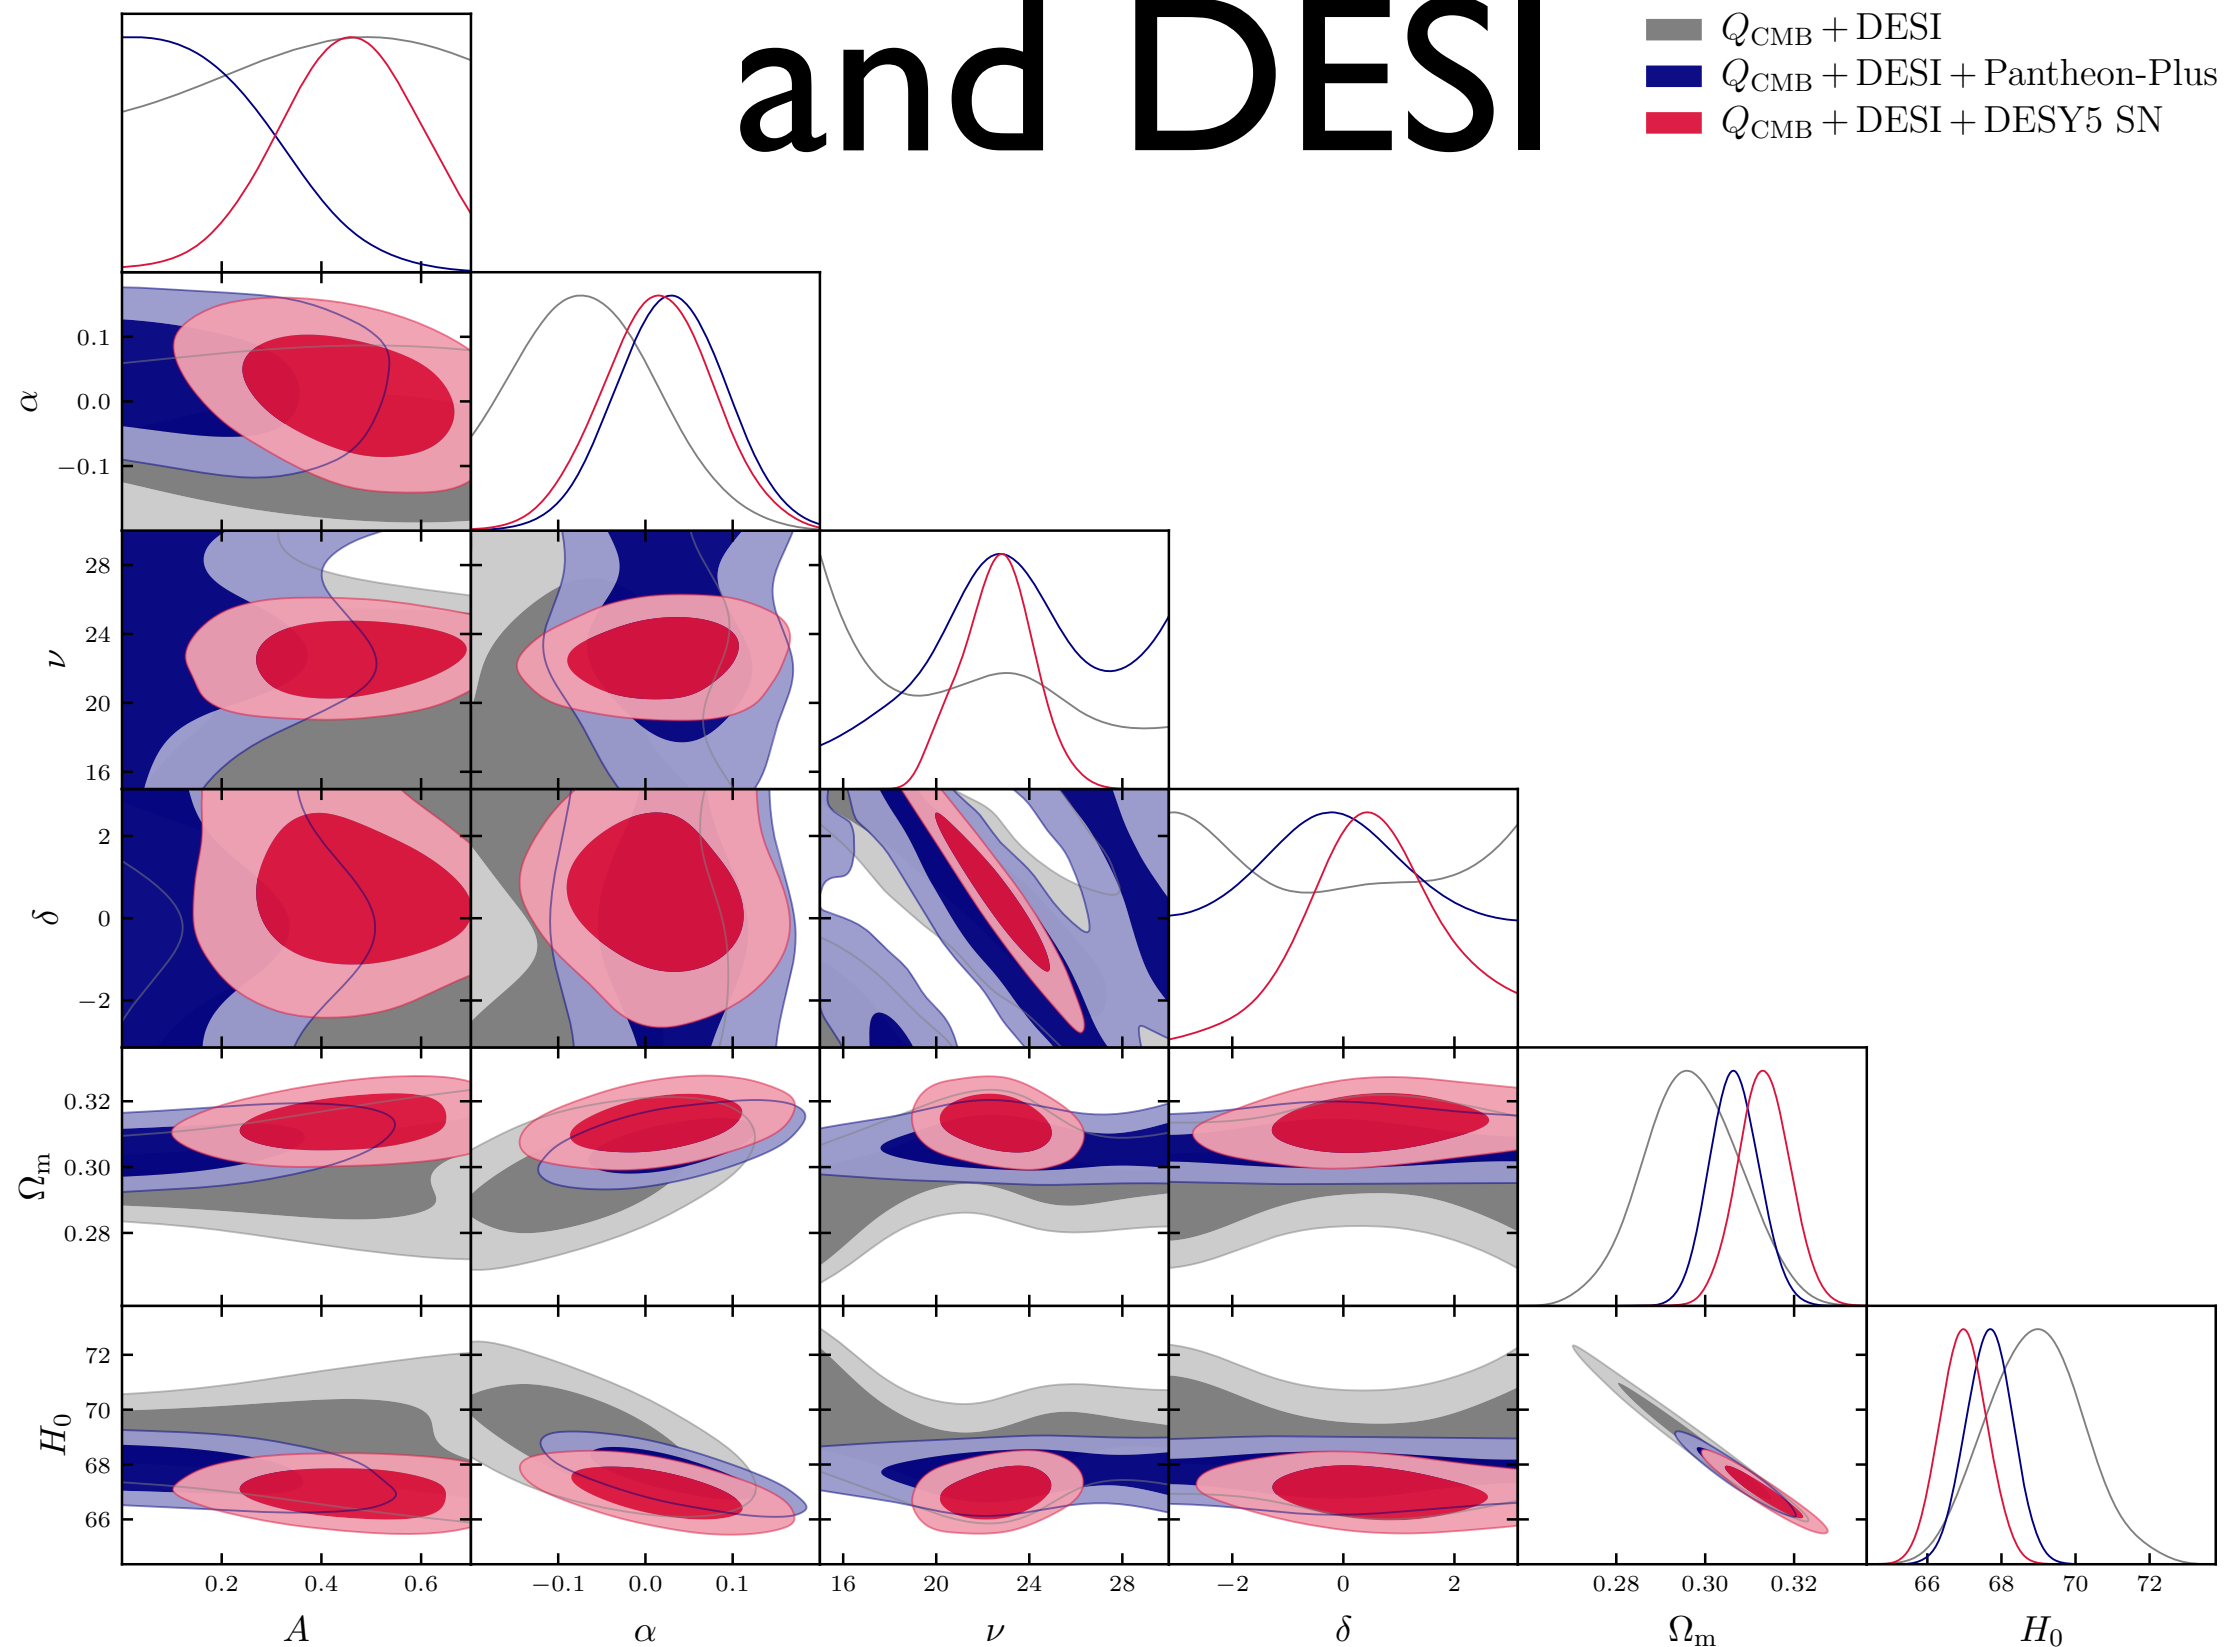 and DESI
Q_CMB + DESI
Q_CMB + DESI + Pantheon-Plus
Q_CMB + DESI + DESY5 SN
α
0.1
0.0
−0.1
ν
28
24
20
16
δ
2
0
−2
Ω_m
0.32
0.30
0.28
H_0
72
70
68
66
0.2 0.4 0.6 −0.1 0.0 0.1 16 20 24 28 −2 0 2 0.28 0.30 0.32 66 68 70 72
A α ν δ Ω_m H_0